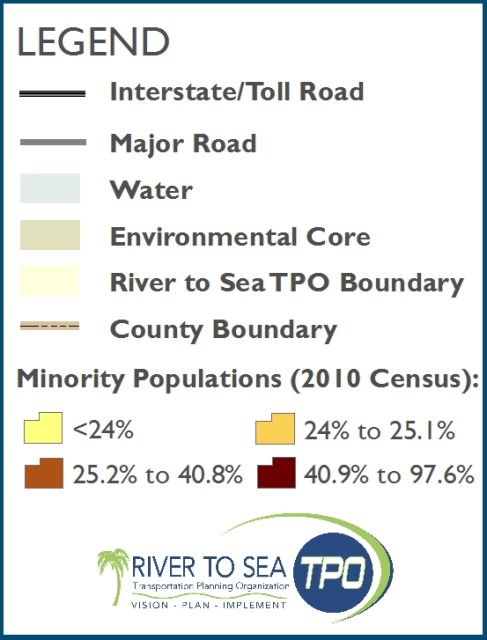 LEGEND
Interstate/Toll Road
Major Road
Water
Environmental Core
River to Sea TPO Boundary
County Boundary
Minority Populations (2010 Census):
<24% 24% to 25.1%
25.2% to 40.8% 40.9% to 97.6%
RIVER TO SEA TPO
Transportation Planning Organization
VISION - PLAN - IMPLEMENT